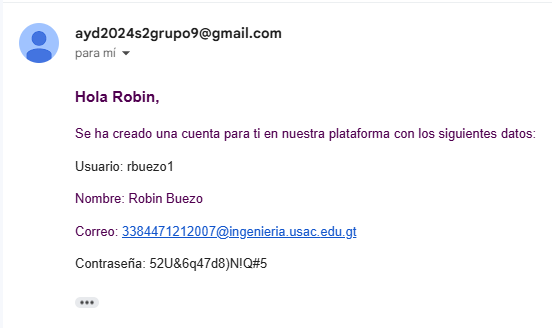 ayd2024s2grupo9@gmail.com
para mí
Hola Robin,
Se ha creado una cuenta para ti en nuestra plataforma con los siguientes datos:
Usuario: rbuezo1
Nombre: Robin Buezo
Correo: 3384471212007@ingenieria.usac.edu.gt
Contraseña: 52U&6q47d8)N!Q#5